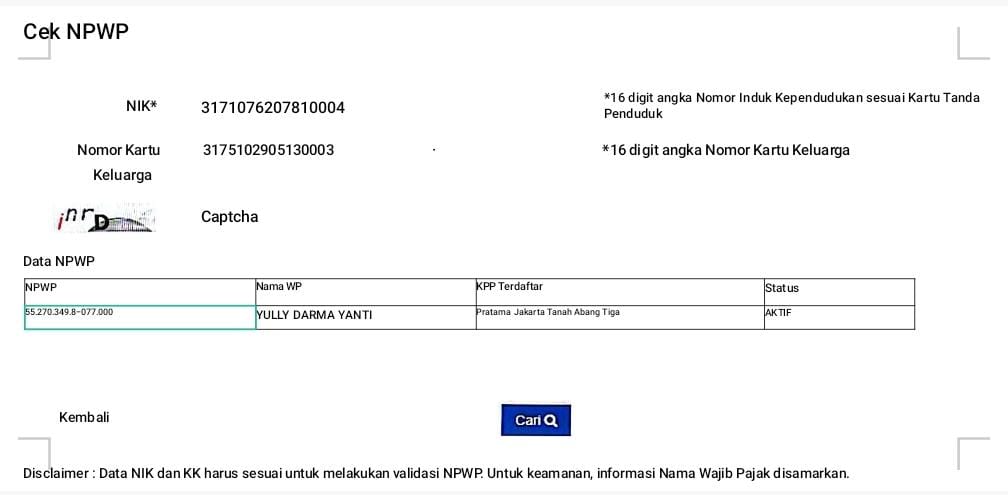 Cek NPWP
NIK*
3171076207810004
*16 digit angka Nomor Induk Kependudukan sesuai Kartu Tanda
Penduduk
Nomor Kartu
Keluarga
3175102905130003
*16 digit angka Nomor Kartu Keluarga
inrD
Captcha
Data NPWP
NPWP Nama WP KPP Terdaftar Status
55.270.349.8-077.000 YULLY DARMA YANTI Pratama Jakarta Tanah Abang Tiga AKTIF
Kembali
Cari
Disclaimer : Data NIK dan KK harus sesuai untuk melakukan validasi NPWP. Untuk keamanan, informasi Nama Wajib Pajak disamarkan.